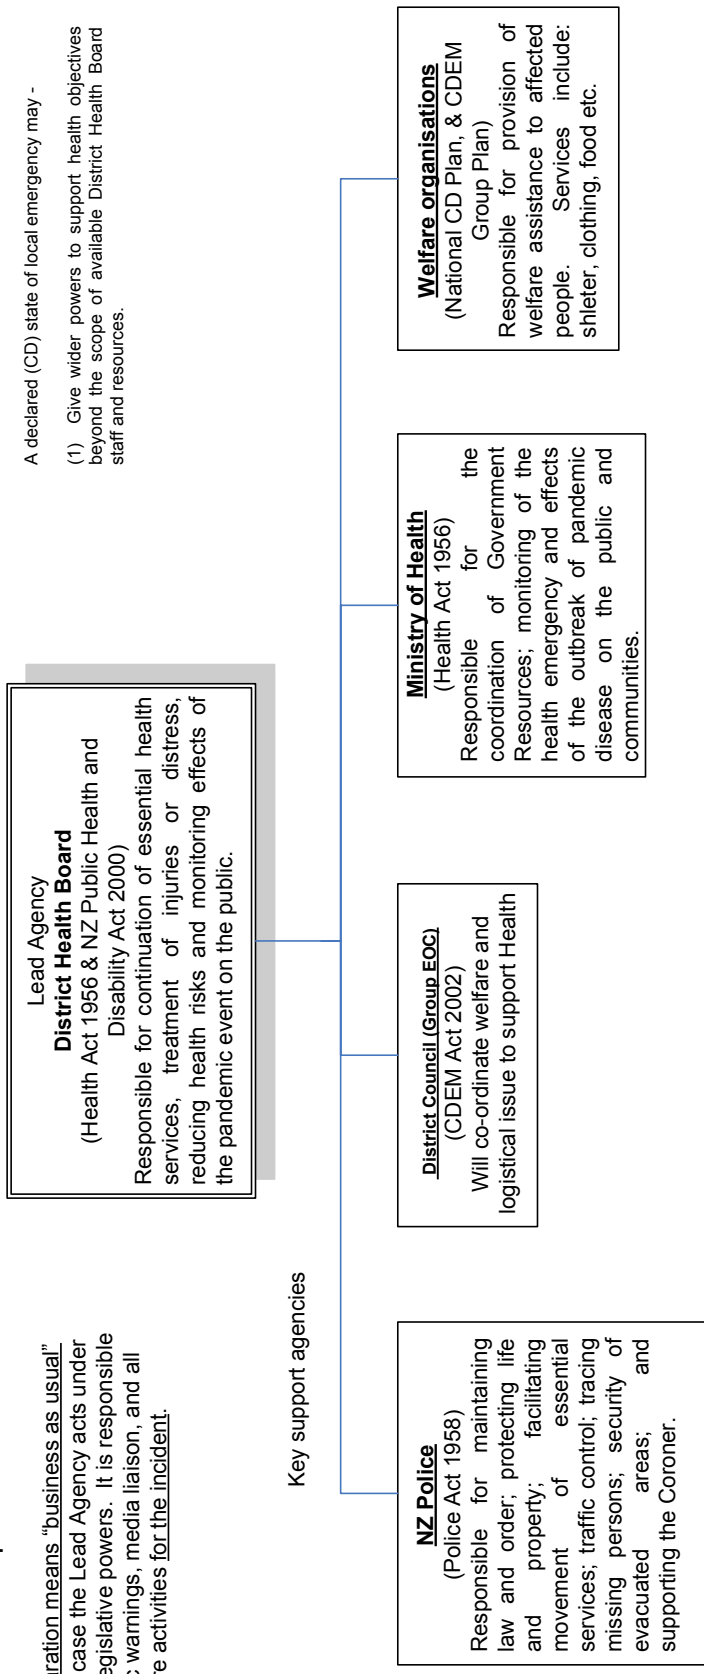 means “business as usual”
case the Lead Agency acts under
powers. It is responsible
warnings, media liaison, and all
activities for the incident.
Lead Agency
District Health Board
(Health Act 1956 & NZ Public Health and
Disability Act 2000)
Responsible for continuation of essential health
services, treatment of injuries or distress,
reducing health risks and monitoring effects of
the pandemic event on the public.
A declared (CD) state of local emergency may -
(1) Give wider powers to support health objectives
beyond the scope of available District Health Board
staff and resources.
Key support agencies
NZ Police
(Police Act 1958)
Responsible for maintaining
law and order; protecting life
and property; facilitating
movement of essential
services; traffic control; tracing
missing persons; security of
evacuated areas; and
supporting the Coroner.
District Council (Group EOC)
(CDEM Act 2002)
Will co-ordinate welfare and
logistical issue to support Health
Ministry of Health
(Health Act 1956)
Responsible for the
coordination of Government
Resources; monitoring of the
health emergency and effects
of the outbreak of pandemic
disease on the public and
communities.
Welfare organisations
(National CD Plan, & CDEM
Group Plan)
Responsible for provision of
welfare assistance to affected
people. Services include:
shleter, clothing, food etc.